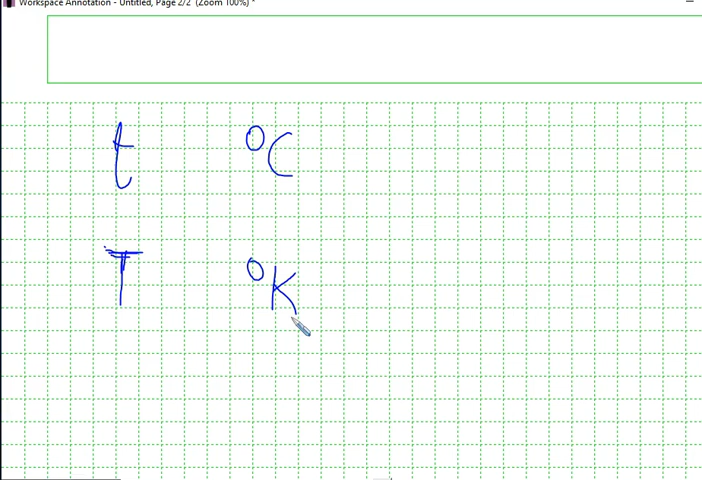 Workspace Annotation - Untitled, Page 2/2 (Zoom 100%) *
t °C
T °K